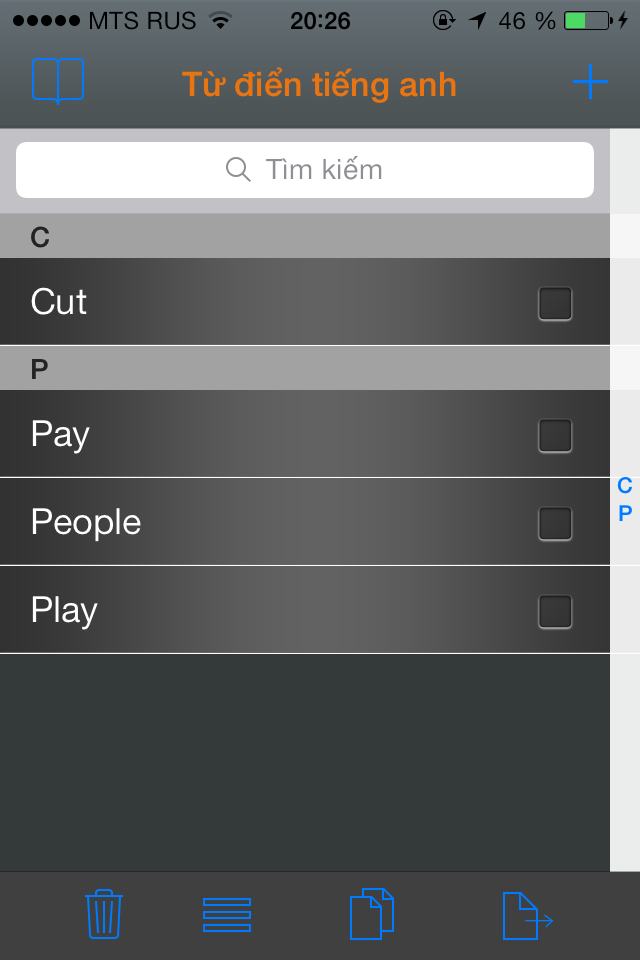 MTS RUS 20:26 46 %
Từ điển tiếng anh
Tìm kiếm
C
Cut
P
Pay
People
Play
C
P